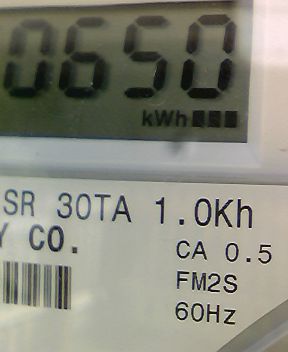 0650
kWh
SR 30TA 1.0Kh
Y CO.
CA 0.5
FM2S
60Hz